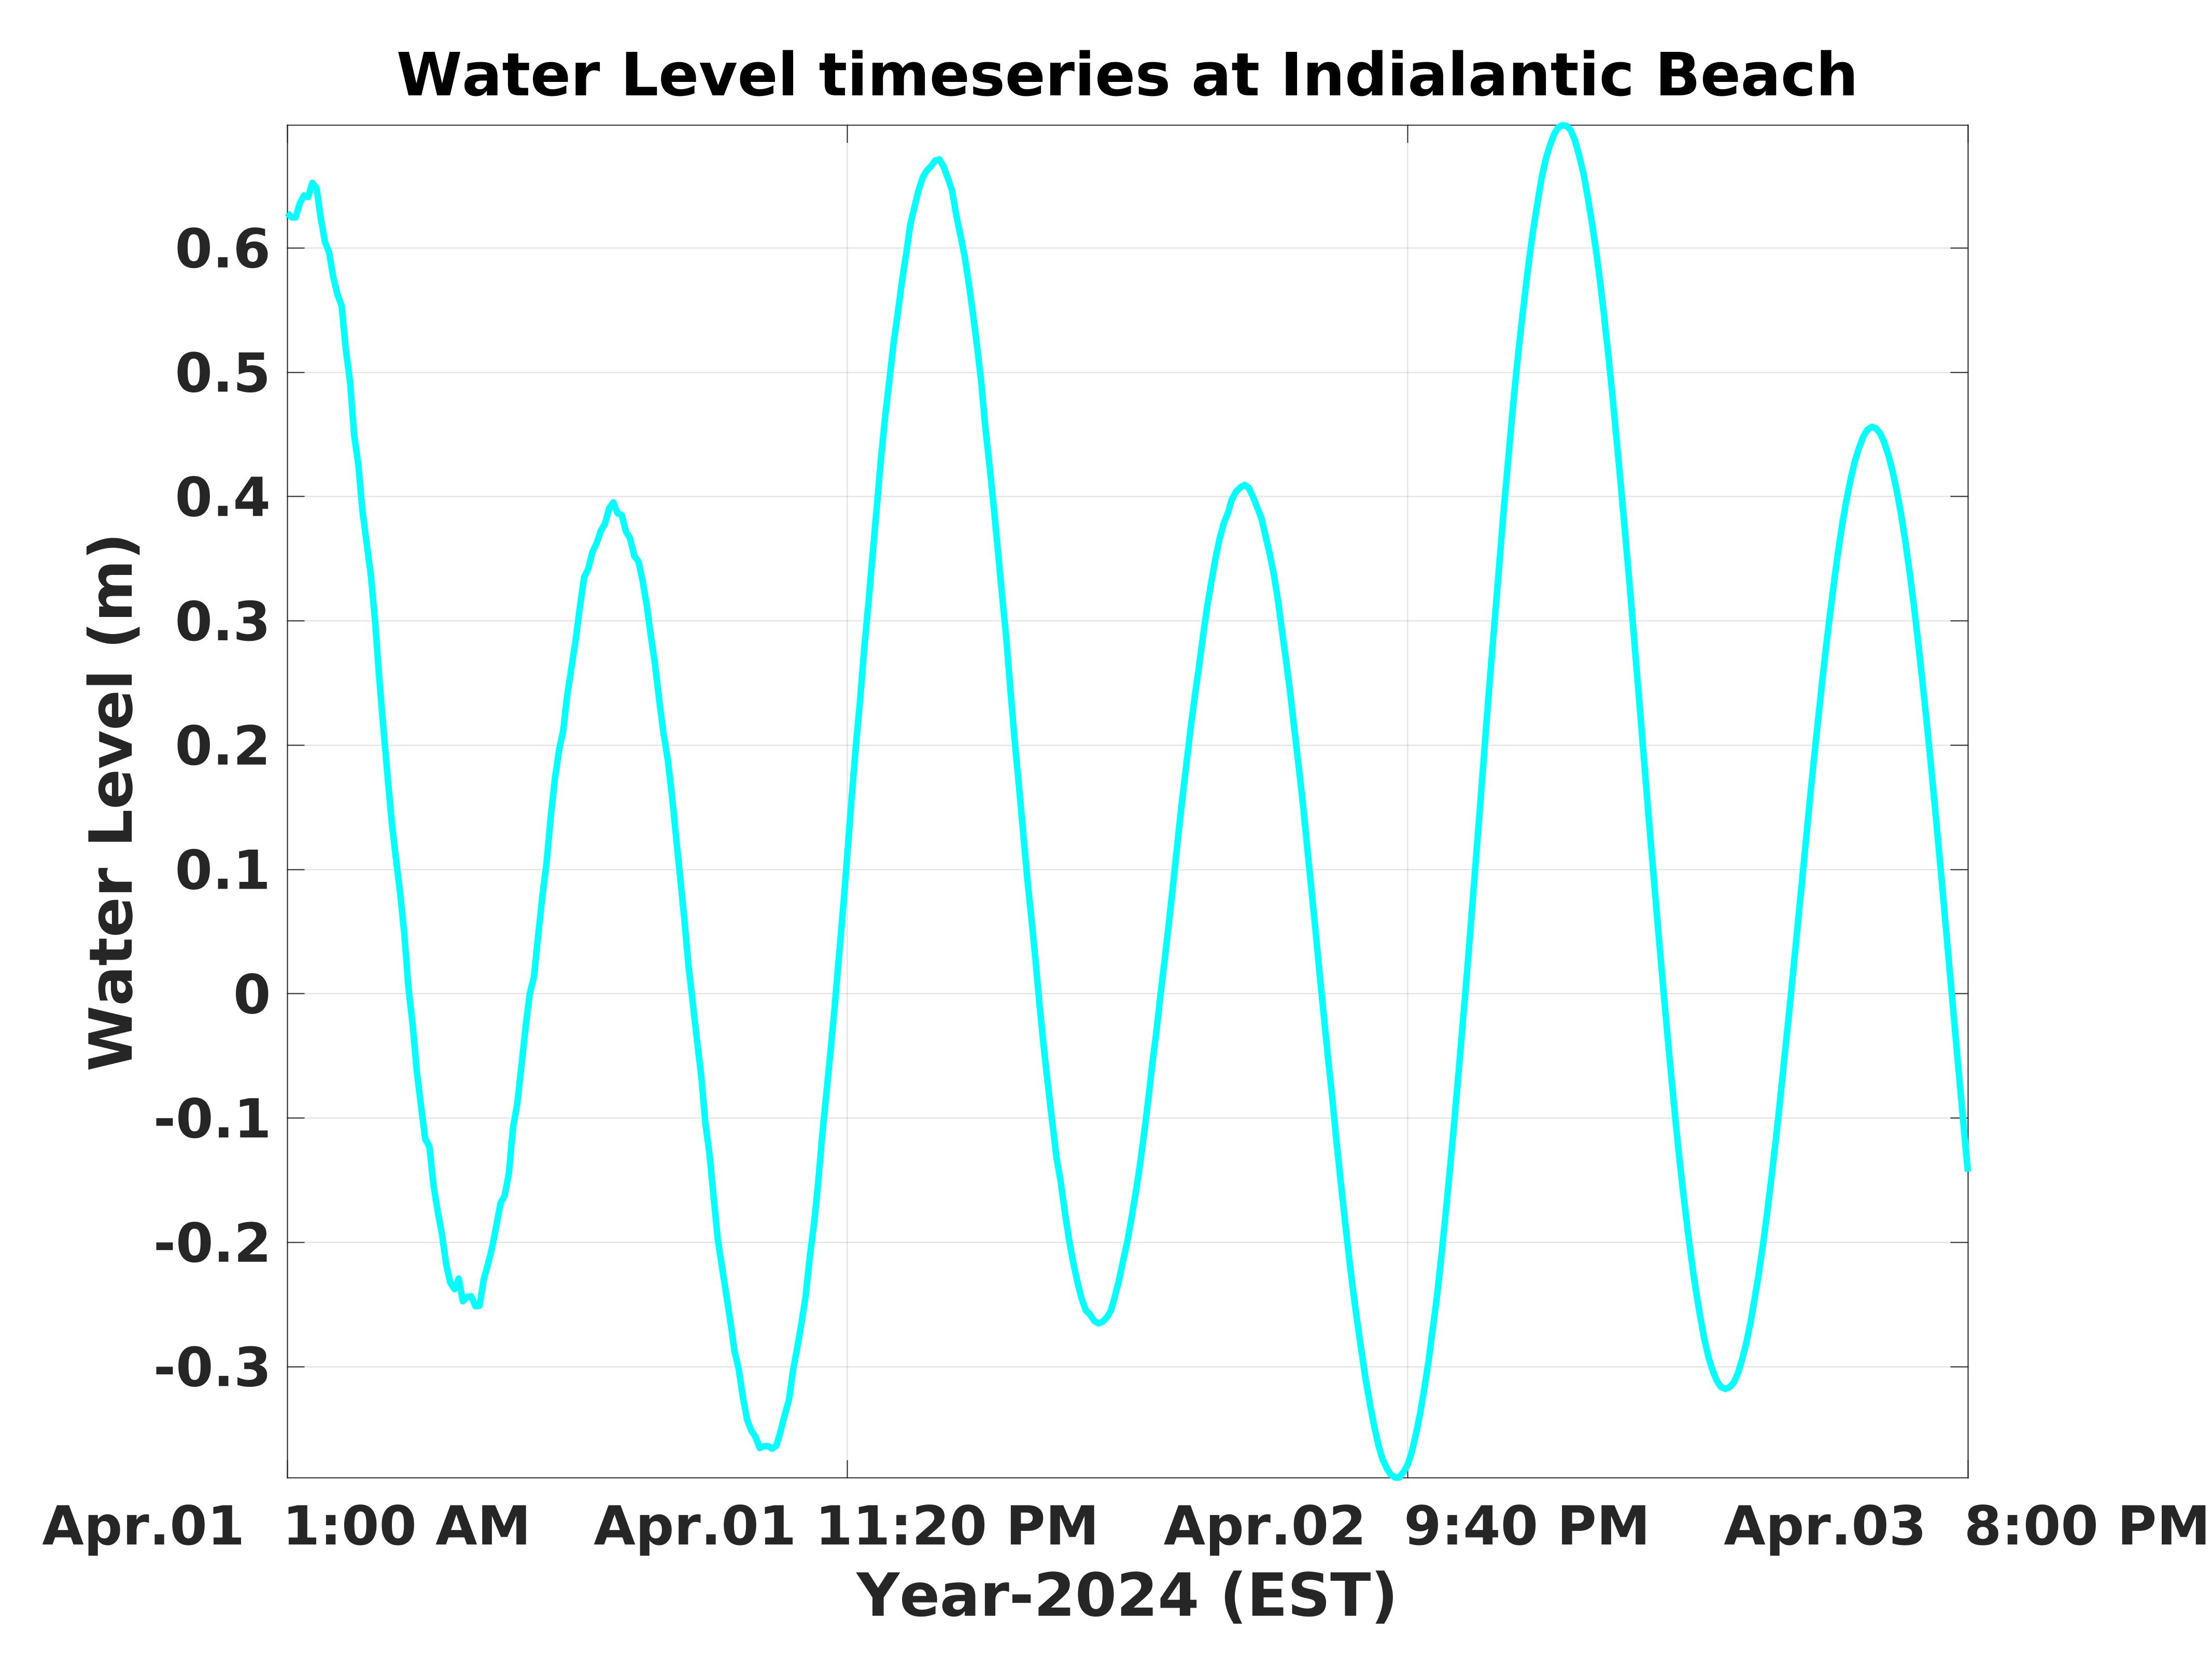 Water Level timeseries at Indialantic Beach
0.6
0.5
0.4
0.3
0.2
0.1
0
-0.1
-0.2
-0.3
Water Level (m)
Apr.01  1:00 AM Apr.01 11:20 PM Apr.02  9:40 PM Apr.03  8:00 PM
Year-2024 (EST)